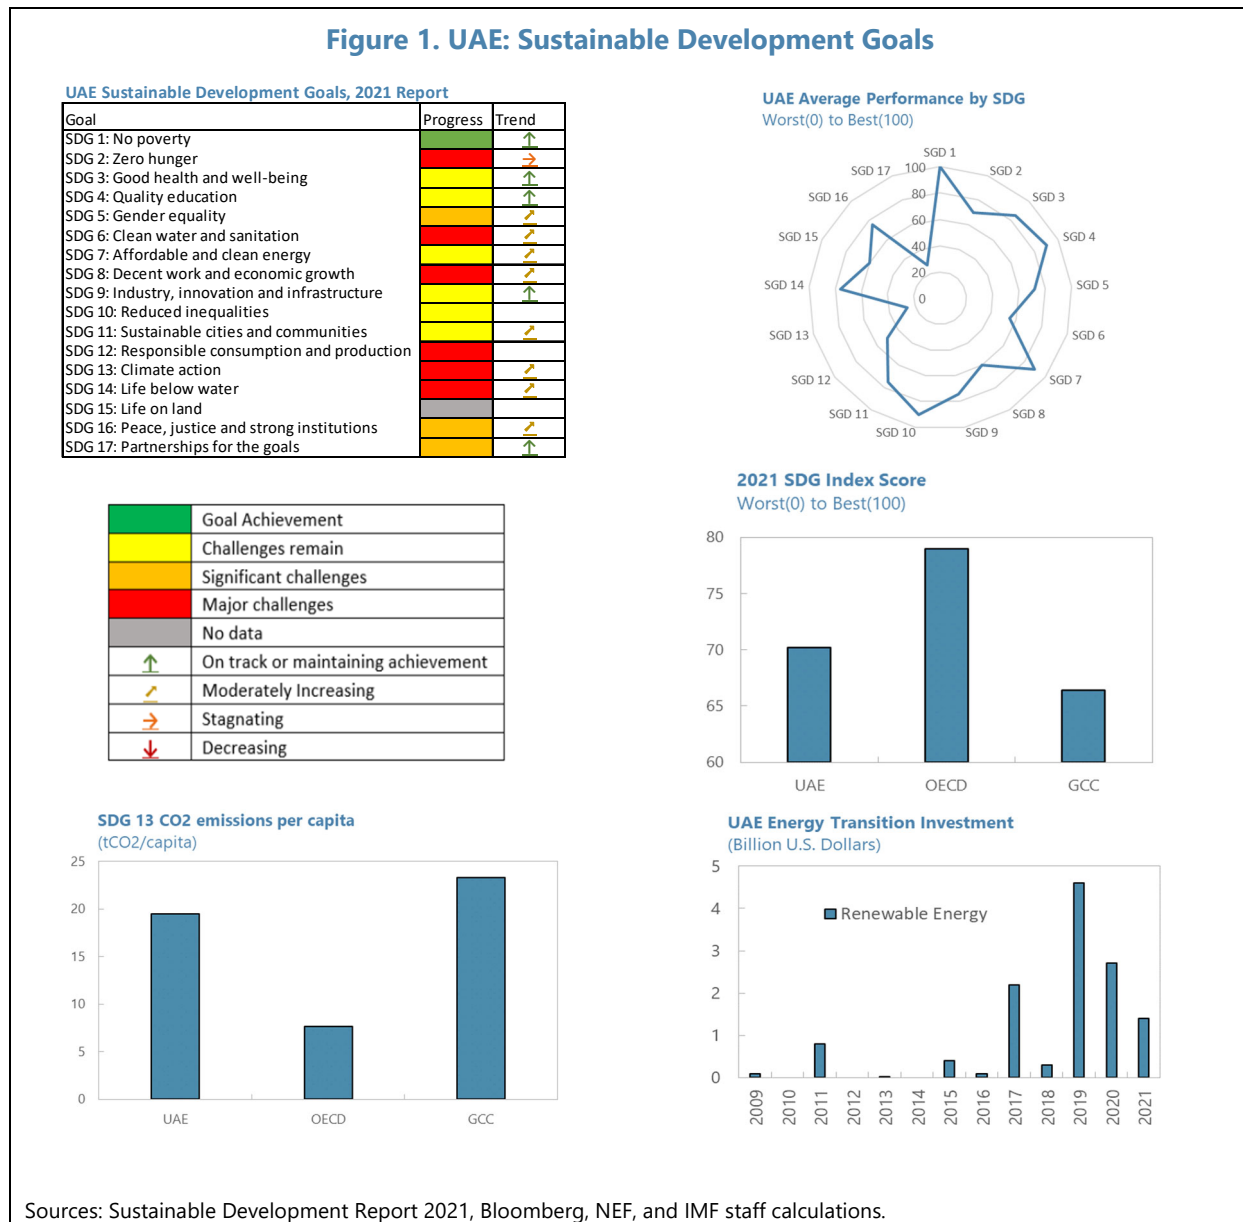 Figure 1. UAE: Sustainable Development Goals
UAE Sustainable Development Goals, 2021 Report
Goal Progress Trend
SDG 1: No poverty
SDG 2: Zero hunger
SDG 3: Good health and well-being
SDG 4: Quality education
SDG 5: Gender equality
SDG 6: Clean water and sanitation
SDG 7: Affordable and clean energy
SDG 8: Decent work and economic growth
SDG 9: Industry, innovation and infrastructure
SDG 10: Reduced inequalities
SDG 11: Sustainable cities and communities
SDG 12: Responsible consumption and production
SDG 13: Climate action
SDG 14: Life below water
SDG 15: Life on land
SDG 16: Peace, justice and strong institutions
SDG 17: Partnerships for the goals
UAE Average Performance by SDG
Worst(0) to Best(100)
SGD 1
SGD 2
SGD 3
SGD 4
SGD 5
SGD 6
SGD 7
SGD 8
SGD 9
SGD 10
SGD 11
SGD 12
SGD 13
SGD 14
SGD 15
SGD 16
SGD 17
100
80
60
40
20
0
Goal Achievement
Challenges remain
Significant challenges
Major challenges
No data
On track or maintaining achievement
Moderately Increasing
Stagnating
Decreasing
2021 SDG Index Score
Worst(0) to Best(100)
80
75
70
65
60
UAE OECD GCC
SDG 13 CO2 emissions per capita
(tCO2/capita)
25
20
15
10
5
0
UAE OECD GCC
UAE Energy Transition Investment
(Billion U.S. Dollars)
5
4
3
2
1
0
Renewable Energy
2009
2010
2011
2012
2013
2014
2015
2016
2017
2018
2019
2020
2021
Sources: Sustainable Development Report 2021, Bloomberg, NEF, and IMF staff calculations.